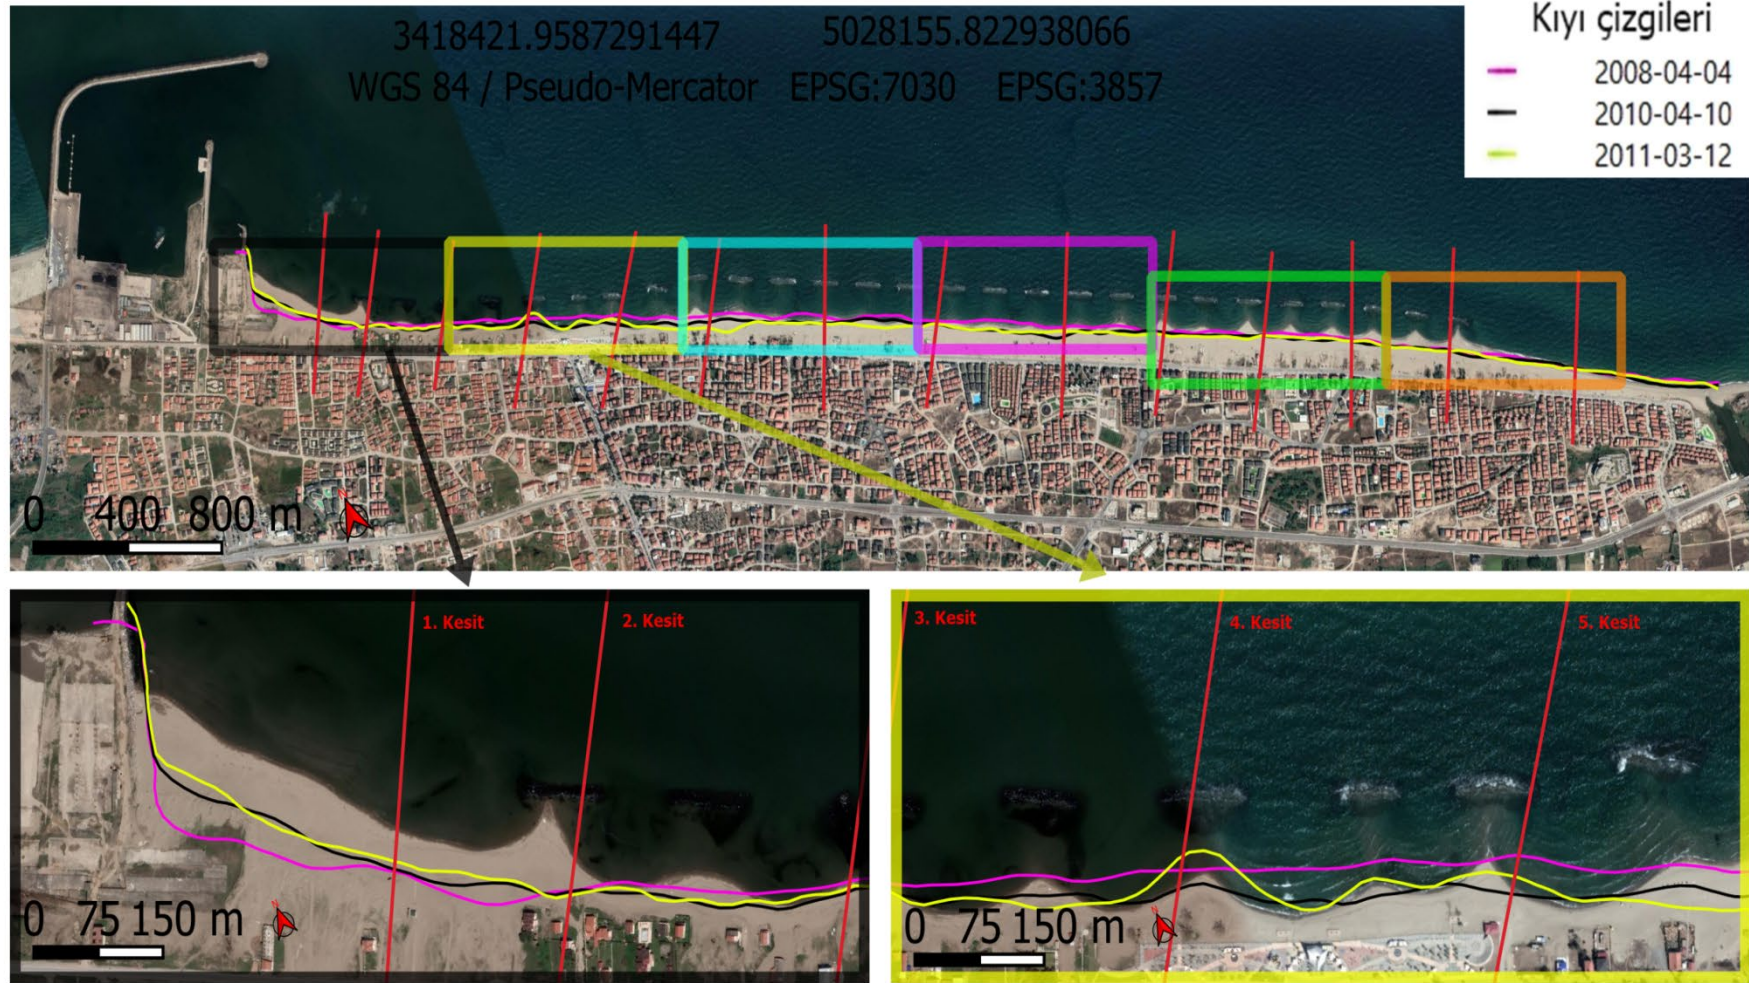 3418421.9587291447 5028155.822938066
WGS 84 / Pseudo-Mercator EPSG:7030 EPSG:3857
Kıyı çizgileri
2008-04-04
2010-04-10
2011-03-12
0 400 800 m
N
1. Kesit
2. Kesit
0 75 150 m
N
3. Kesit
4. Kesit
5. Kesit
0 75 150 m
N